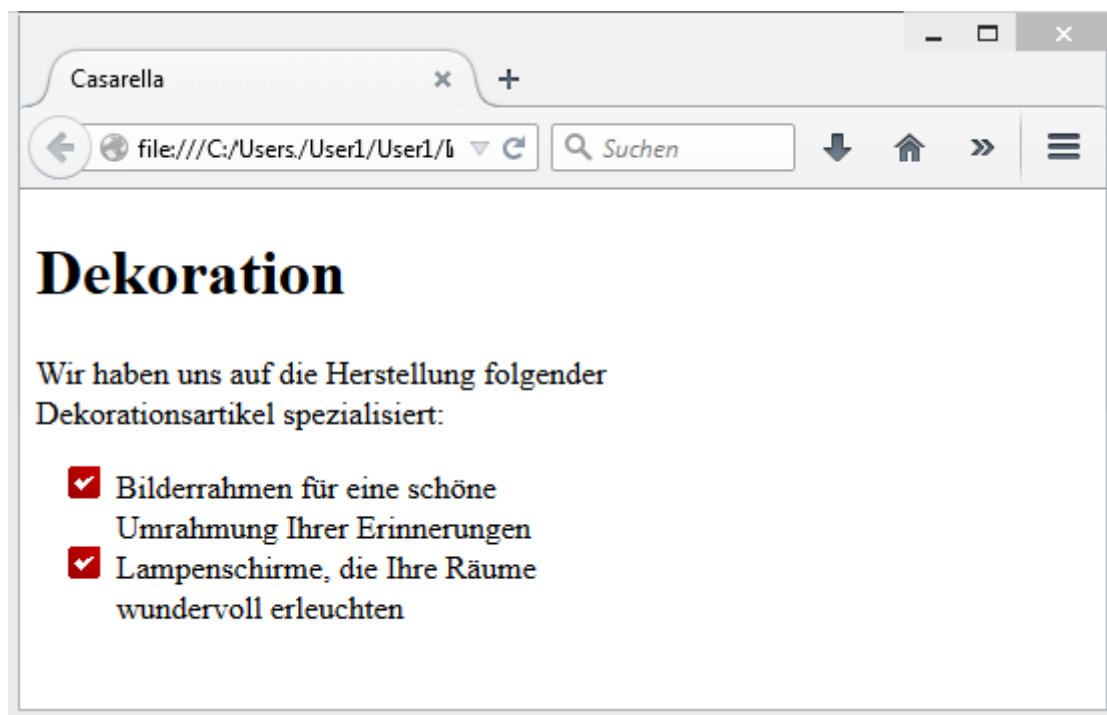 Casarella
file:///C:/Users./User1/User1/
Suchen
Dekoration
Wir haben uns auf die Herstellung folgender
Dekorationsartikel spezialisiert:
Bilderrahmen für eine schöne
Umrahmung Ihrer Erinnerungen
Lampenschirme, die Ihre Räume
wundervoll erleuchten